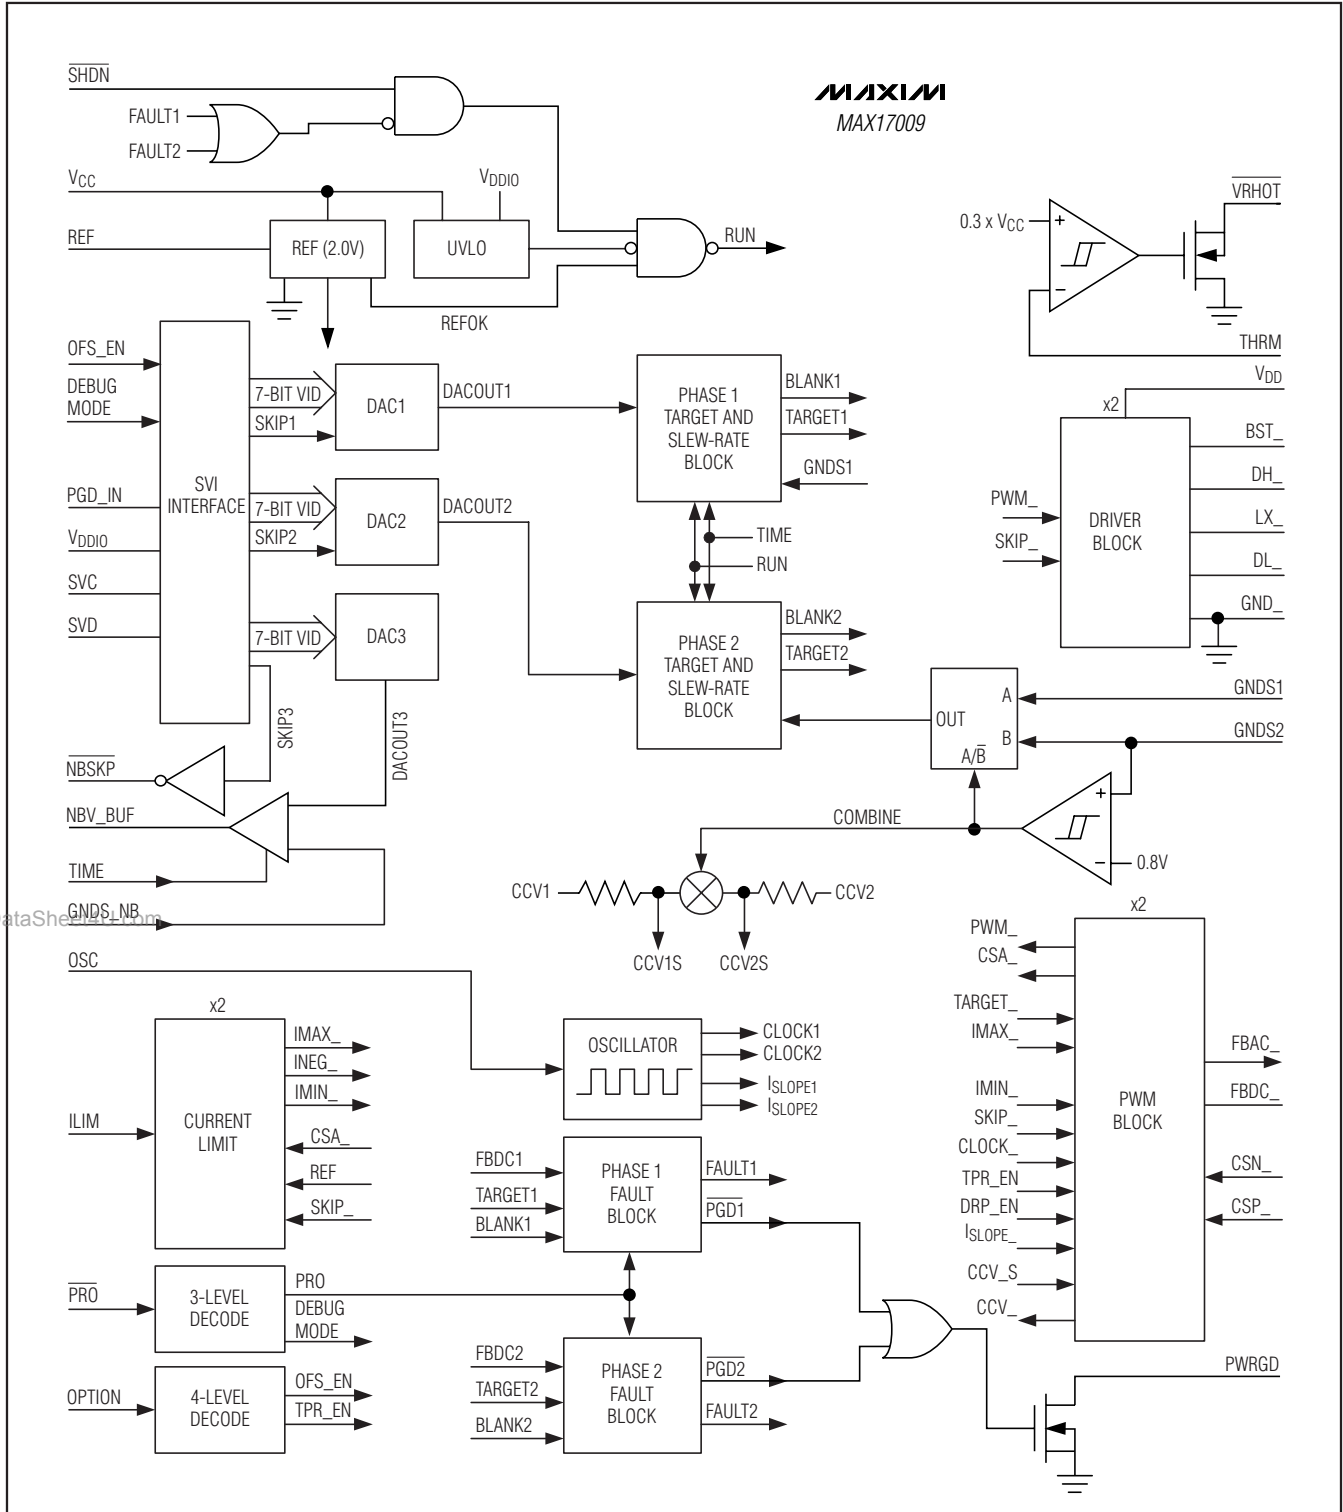 SHDN
FAULT1
FAULT2
MAXIM
MAX17009
VCC
VDDIO
REF
REF (2.0V)
UVLO
RUN
REFOK
0.3 x VCC
+
−
VRHOT
THRM
OFS_EN
DEBUG
MODE
PGD_IN
VDDIO
SVC
SVD
SVI
INTERFACE
7-BIT VID
SKIP1
DAC1
DACOUT1
7-BIT VID
SKIP2
DAC2
DACOUT2
7-BIT VID
DAC3
SKIP3
DACOUT3
PHASE 1
TARGET AND
SLEW-RATE
BLOCK
BLANK1
TARGET1
GNDS1
TIME
RUN
PHASE 2
TARGET AND
SLEW-RATE
BLOCK
BLANK2
TARGET2
VDD
x2
DRIVER
BLOCK
PWM_
SKIP_
BST_
DH_
LX_
DL_
GND_
A
B
OUT
A/B
GNDS1
GNDS2
+
−
0.8V
COMBINE
NBSKP
NBV_BUF
TIME
GNDS_NB
DataSheet4U.com
CCV1
CCV2
CCV1S
CCV2S
OSC
OSCILLATOR
CLOCK1
CLOCK2
ISLOPE1
ISLOPE2
x2
CURRENT
LIMIT
ILIM
IMAX_
INEG_
IMIN_
CSA_
REF
SKIP_
FBDC1
TARGET1
BLANK1
PHASE 1
FAULT
BLOCK
FAULT1
PGD1
PRO
3-LEVEL
DECODE
PRO
DEBUG
MODE
OPTION
4-LEVEL
DECODE
OFS_EN
TPR_EN
FBDC2
TARGET2
BLANK2
PHASE 2
FAULT
BLOCK
PGD2
FAULT2
x2
PWM
BLOCK
PWM_
CSA_
TARGET_
IMAX_
IMIN_
SKIP_
CLOCK_
TPR_EN
DRP_EN
ISLOPE_
CCV_S
CCV_
FBAC_
FBDC_
CSN_
CSP_
PWRGD